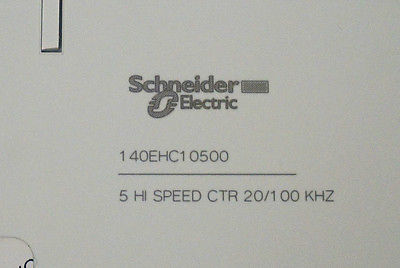 Schneider
Electric
140EHC10500
5 HI SPEED CTR 20/100 KHZ